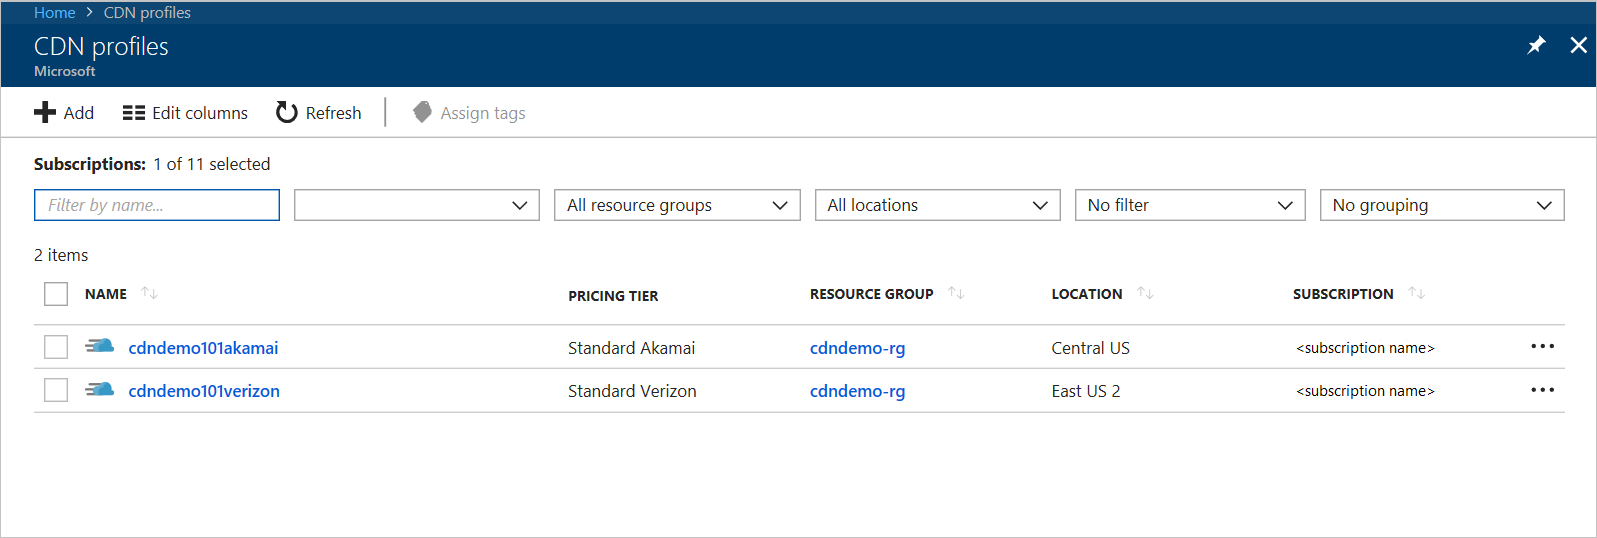 Home > CDN profiles
CDN profiles
Microsoft
Add Edit columns Refresh Assign tags
Subscriptions: 1 of 11 selected
Filter by name... All resource groups All locations No filter No grouping
2 items
NAME PRICING TIER RESOURCE GROUP LOCATION SUBSCRIPTION
cdndemo101akamai Standard Akamai cdndemo-rg Central US <subscription name>
cdndemo101verizon Standard Verizon cdndemo-rg East US 2 <subscription name>